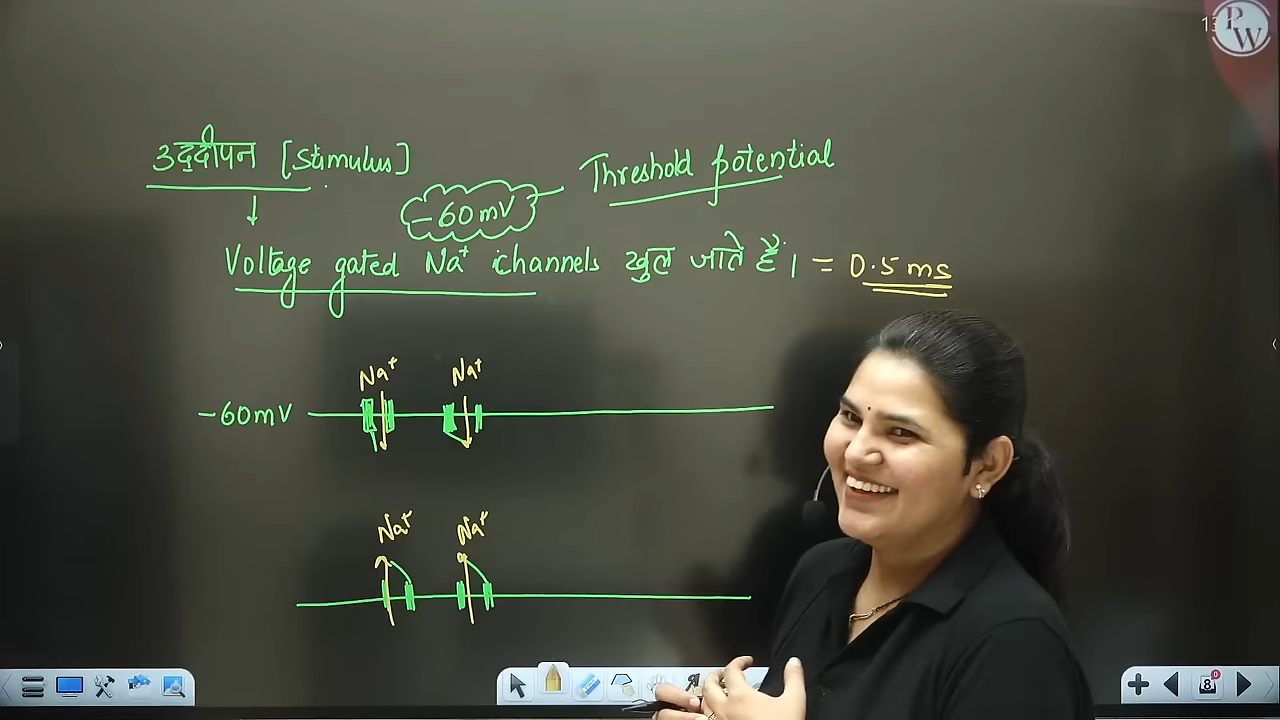 उद्दीपन [Stimulus]
Threshold potential
-60mV
Voltage gated Na+ channels खुल जाते हैं। = 0.5 ms
Na+ Na+
-60mV
Na+ Na+
PW